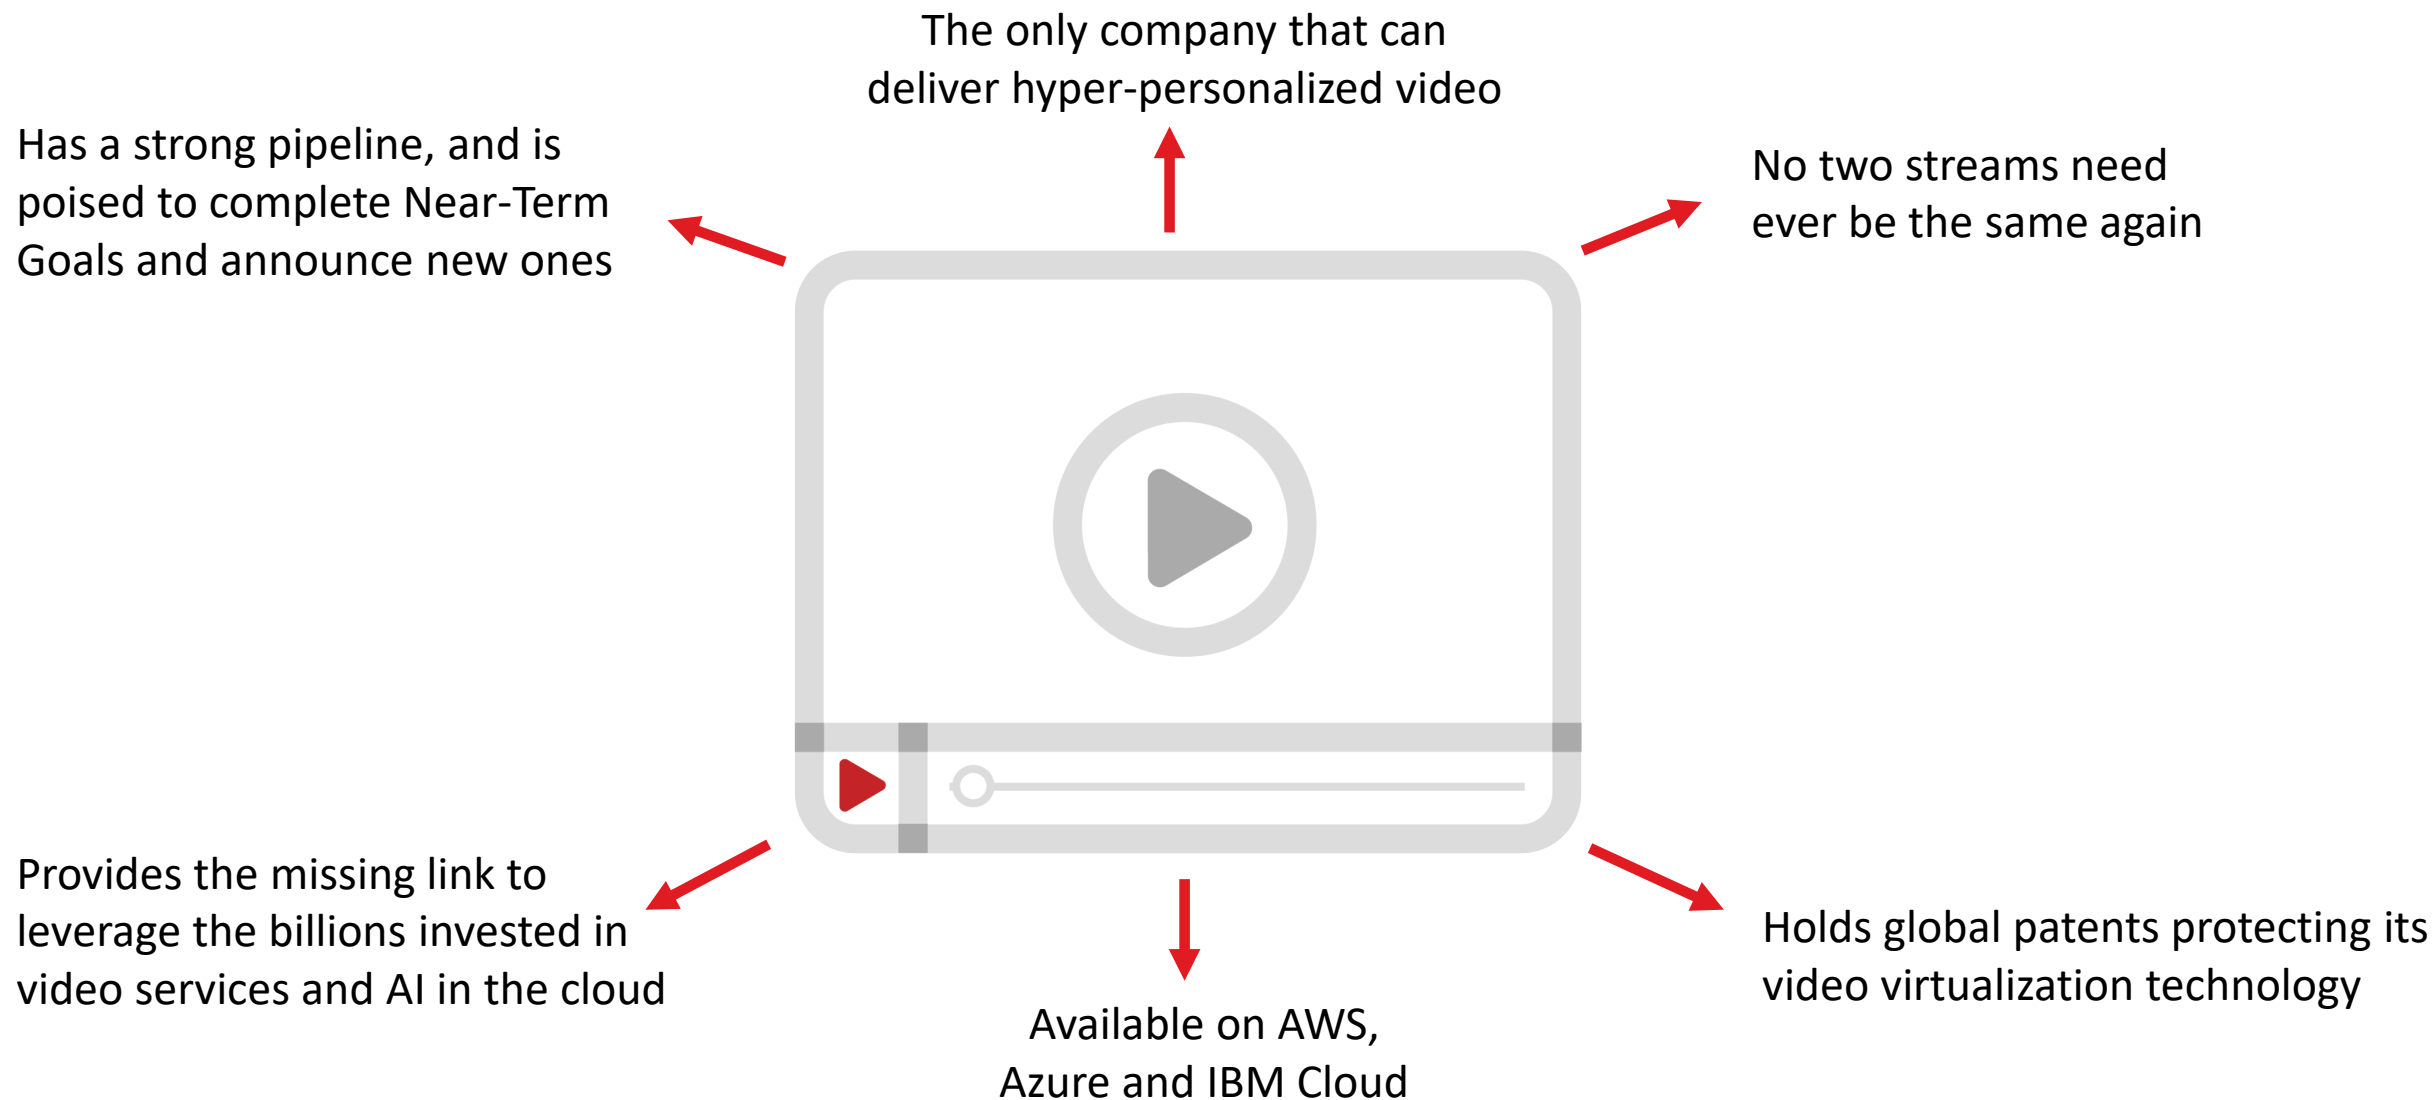 The only company that can
deliver hyper-personalized video
Has a strong pipeline, and is
poised to complete Near-Term
Goals and announce new ones
No two streams need
ever be the same again
Provides the missing link to
leverage the billions invested in
video services and AI in the cloud
Holds global patents protecting its
video virtualization technology
Available on AWS,
Azure and IBM Cloud